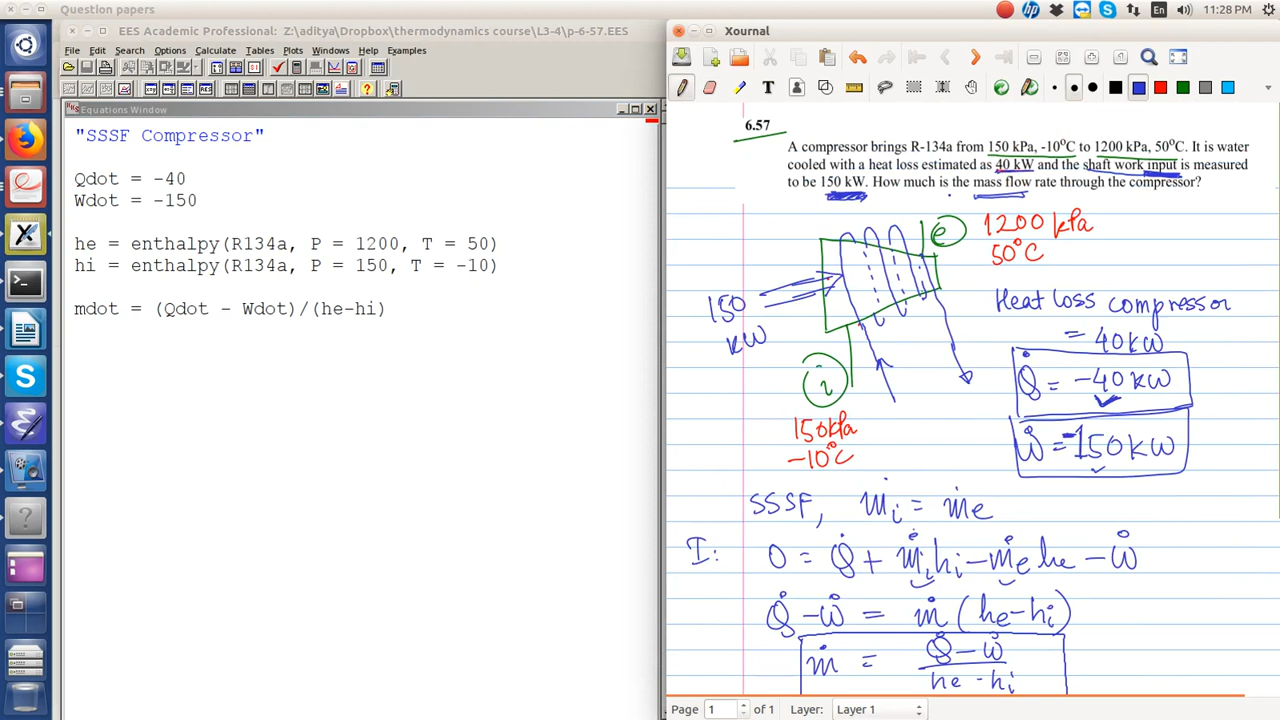 Question papers
En 11:28 PM
EES Academic Professional: Z:\aditya\Dropbox\thermodynamics course\L3-4\p-6-57.EES
File Edit Search Options Calculate Tables Plots Windows Help Examples
Equations Window
"SSSF Compressor"
Qdot = -40
Wdot = -150
he = enthalpy(R134a, P = 1200, T = 50)
hi = enthalpy(R134a, P = 150, T = -10)
mdot = (Qdot - Wdot)/(he-hi)
Xournal
6.57
A compressor brings R-134a from 150 kPa, -10°C to 1200 kPa, 50°C. It is water
cooled with a heat loss estimated as 40 kW and the shaft work input is measured
to be 150 kW. How much is the mass flow rate through the compressor?
e 1200 kPa
50°C
150
kW
i
150kPa
-10°C
Heat loss compressor
= 40kW
Q̇ = -40kW
Ẇ = -150kW
SSSF, ṁi = ṁe
I: 0 = Q̇ + ṁihi - ṁehe - Ẇ
Q̇ - Ẇ = ṁ(he-hi)
ṁ = Q̇-Ẇ
he-hi
Page 1 of 1 Layer: Layer 1